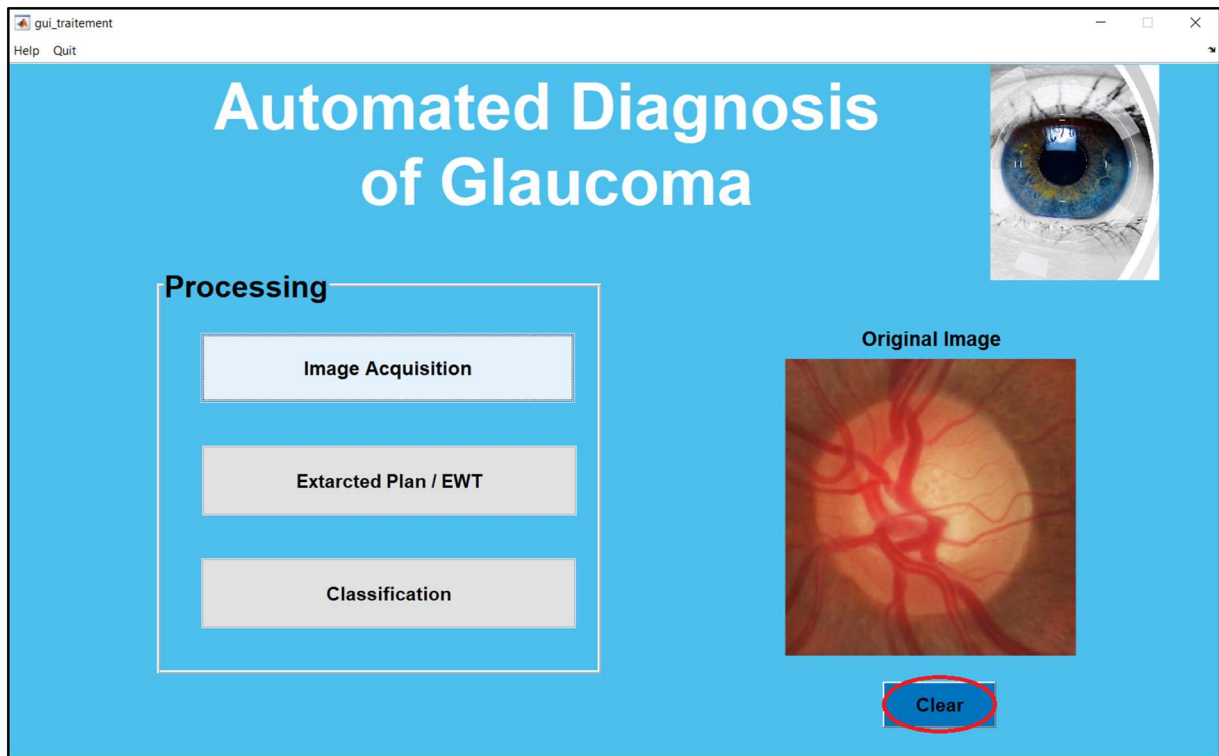 gui_traitement
Help Quit
Automated Diagnosis
of Glaucoma
Processing
Image Acquisition
Extarcted Plan / EWT
Classification
Original Image
Clear